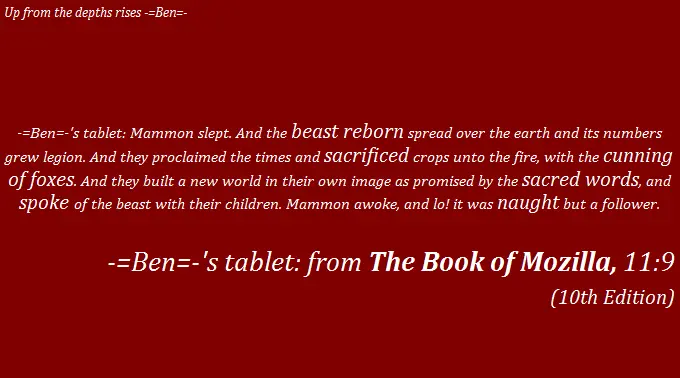 Up from the depths rises -=Ben=-
-=Ben=-'s tablet: Mammon slept. And the beast reborn spread over the earth and its numbers
grew legion. And they proclaimed the times and sacrificed crops unto the fire, with the cunning
of foxes. And they built a new world in their own image as promised by the sacred words, and
spoke of the beast with their children. Mammon awoke, and lo! it was naught but a follower.
-=Ben=-'s tablet: from The Book of Mozilla, 11:9
(10th Edition)